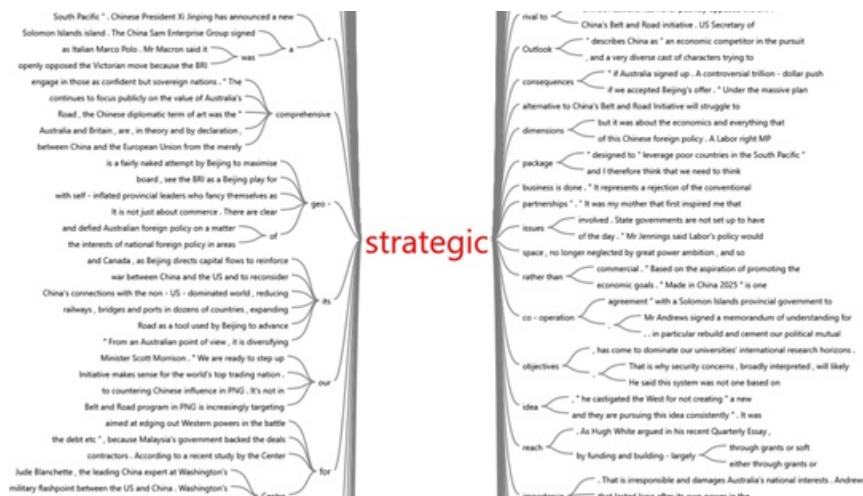 South Pacific " . Chinese President Xi Jinping has announced a new
Solomon Islands island . The China Sam Enterprise Group signed
"
as Italian Marco Polo . Mr Macron said it
a
was
openly opposed the Victorian move because the BRI
engage in those as confident but sovereign nations . " The
continues to focus publicly on the value of Australia's
Road , the Chinese diplomatic term of art was the "
comprehensive
Australia and Britain , are , in theory and by declaration ,
between China and the European Union from the merely
is a fairly naked attempt by Beijing to maximise
board , see the BRI as a Beijing play for
with self - inflated provincial leaders who fancy themselves as
geo -
It is not just about commerce . There are clear
and defied Australian foreign policy on a matter
of
the interests of national foreign policy in areas
and Canada , as Beijing directs capital flows to reinforce
war between China and the US and to reconsider
China's connections with the non - US - dominated world , reducing
its
railways , bridges and ports in dozens of countries , expanding
Road as a tool used by Beijing to advance
" From an Australian point of view , it is diversifying
Minister Scott Morrison . " We are ready to step up
Initiative makes sense for the world's top trading nation .
our
to countering Chinese influence in PNG . It's not in
Belt and Road program in PNG is increasingly targeting
aimed at edging out Western powers in the battle
the debt etc " , because Malaysia's government backed the deals
contractors . According to a recent study by the Center
for
Jude Blanchette , the leading China expert at Washington's
military flashpoint between the US and China . Washington's
Center
strategic
rival to
China's Belt and Road initiative . US Secretary of
Outlook
" describes China as " an economic competitor in the pursuit
, and a very diverse cast of characters trying to
consequences
" if Australia signed up . A controversial trillion - dollar push
if we accepted Beijing's offer . " Under the massive plan
alternative to China's Belt and Road Initiative will struggle to
dimensions
but it was about the economics and everything that
of this Chinese foreign policy . A Labor right MP
package
" designed to " leverage poor countries in the South Pacific "
and I therefore think that we need to think
business is done . " It represents a rejection of the conventional
partnerships " . " It was my mother that first inspired me that
issues
involved . State governments are not set up to have
of the day . " Mr Jennings said Labor's policy would
space , no longer neglected by great power ambition , and so
rather than
commercial . " Based on the aspiration of promoting the
economic goals . " Made in China 2025 " is one
co - operation
agreement " with a Solomon Islands provincial government to
.
Mr Andrews signed a memorandum of understanding for
. . in particular rebuild and cement our political mutual
objectives
, has come to dominate our universities' international research horizons .
.
That is why security concerns , broadly interpreted , will likely
He said this system was not one based on
idea
, " he castigated the West for not creating " a new
and they are pursuing this idea consistently " . It was
reach
. As Hugh White argued in his recent Quarterly Essay ,
by funding and building - largely
through grants or soft
either through grants or
importance
. That is irresponsible and damages Australia's national interests . Andrew
that lasted long after its own power in the